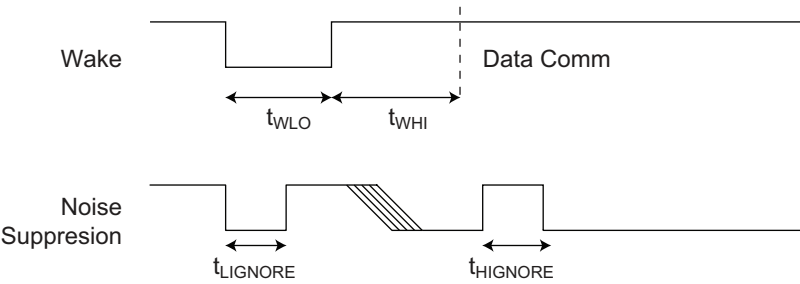 Wake
Data Comm
tWLO
tWHI
Noise
Suppresion
tLIGNORE
tHIGNORE